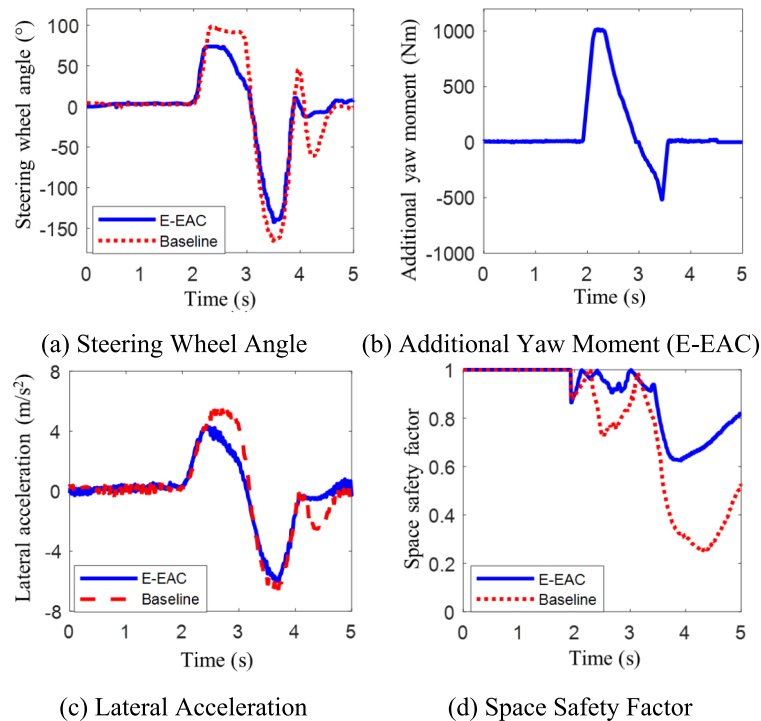 Steering wheel angle (°)
100
50
0
-50
-100
-150
E-EAC
Baseline
0 1 2 3 4 5
Time (s)
(a) Steering Wheel Angle
Additional yaw moment (Nm)
1000
500
0
-500
-1000
0 1 2 3 4 5
Time (s)
(b) Additional Yaw Moment (E-EAC)
Lateral acceleration (m/s²)
8
4
0
-4
-8
E-EAC
Baseline
0 1 2 3 4 5
Time (s)
(c) Lateral Acceleration
Space safety factor
1
0.8
0.6
0.4
0.2
0
E-EAC
Baseline
0 1 2 3 4 5
Time (s)
(d) Space Safety Factor